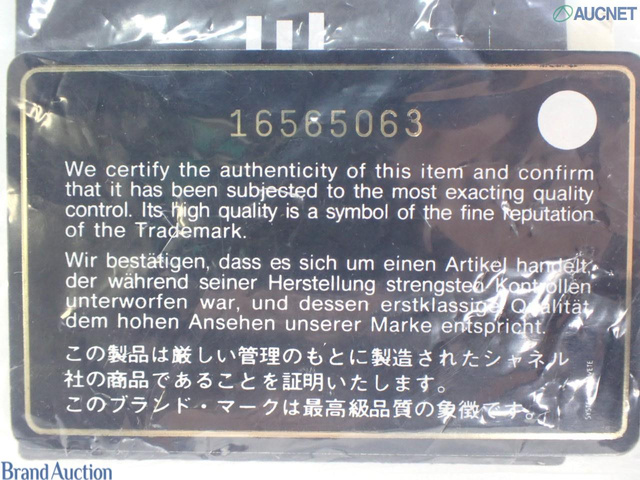 AUCNET
16565063
We certify the authenticity of this item and confirm
that it has been subjected to the most exacting quality
control. Its high quality is a symbol of the fine reputation
of the Trademark.
Wir bestätigen, dass es sich um einen Artikel handelt,
der während seiner Herstellung strengsten Kontrollen
unterworfen war, und dessen erstklassige Qualität
dem hohen Ansehen unserer Marke entspricht.
この製品は厳しい管理のもとに製造されたシャネル
社の商品であることを証明いたします。
このブランド・マークは最高級品質の象徴です。
Brand Auction